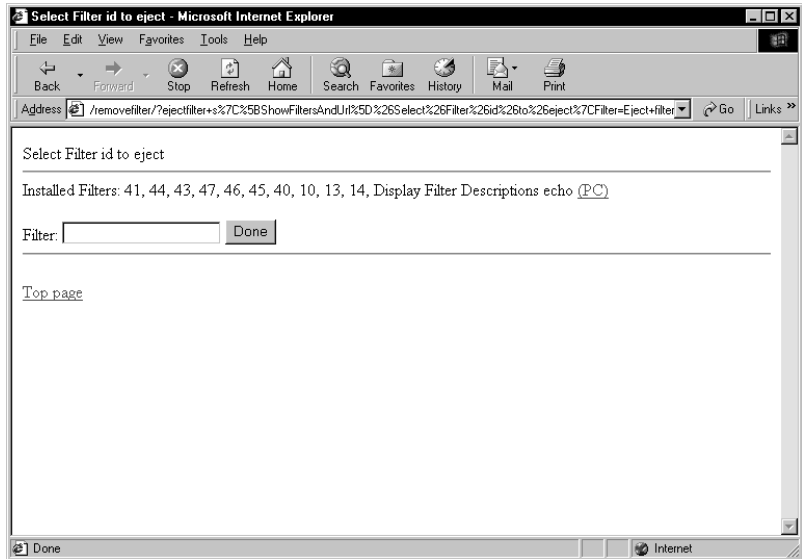 Select Filter id to eject - Microsoft Internet Explorer
File Edit View Favorites Tools Help
Back Forward Stop Refresh Home Search Favorites History Mail Print
Address /removefilter/?ejectfilter+s%7C%5BShowFiltersAndUrl%5D%26Select%26Filter%26id%26to%26eject%7CFilter=Eject+filter Go Links »
Select Filter id to eject
Installed Filters: 41, 44, 43, 47, 46, 45, 40, 10, 13, 14, Display Filter Descriptions echo (PC)
Filter: Done
Top page
Done Internet